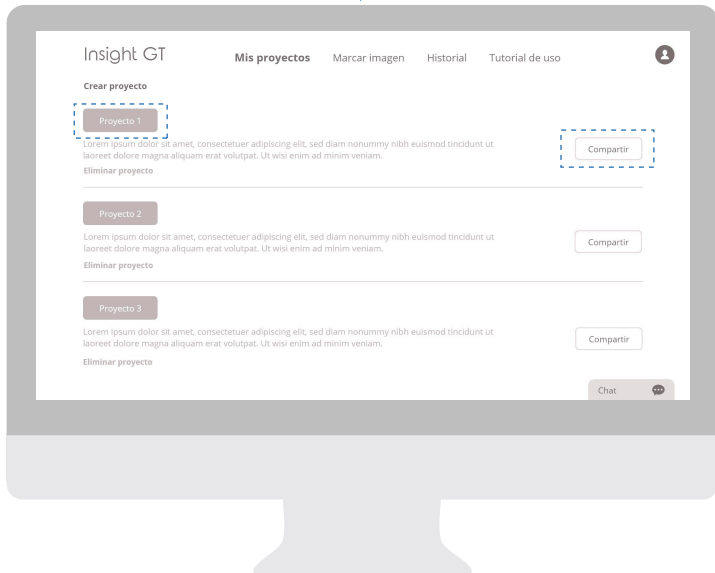 Insight GT
Mis proyectos
Marcar imagen
Historial
Tutorial de uso
Crear proyecto
Proyecto 1
Lorem ipsum dolor sit amet, consectetuer adipiscing elit, sed diam nonummy nibh euismod tincidunt ut
laoreet dolore magna aliquam erat volutpat. Ut wisi enim ad minim veniam.
Compartir
Eliminar proyecto
Proyecto 2
Lorem ipsum dolor sit amet, consectetuer adipiscing elit, sed diam nonummy nibh euismod tincidunt ut
laoreet dolore magna aliquam erat volutpat. Ut wisi enim ad minim veniam.
Compartir
Eliminar proyecto
Proyecto 3
Lorem ipsum dolor sit amet, consectetuer adipiscing elit, sed diam nonummy nibh euismod tincidunt ut
laoreet dolore magna aliquam erat volutpat. Ut wisi enim ad minim veniam.
Compartir
Eliminar proyecto
Chat